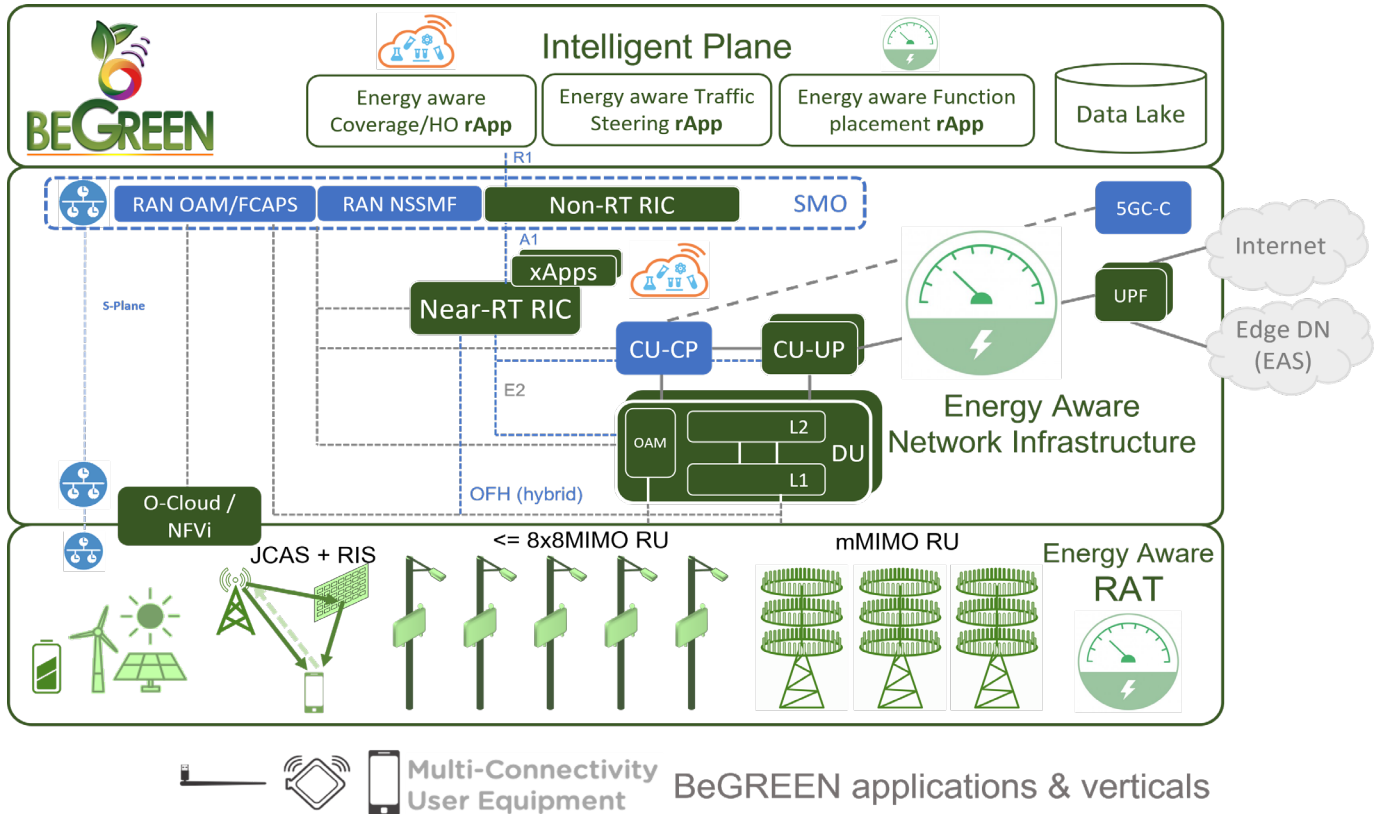 Intelligent Plane
BEGREEN
Energy aware
Coverage/HO rApp
Energy aware Traffic
Steering rApp
Energy aware Function
placement rApp
Data Lake
R1
RAN OAM/FCAPS
RAN NSSMF
Non-RT RIC
SMO
5GC-C
Internet
A1
xApps
S-Plane
Near-RT RIC
UPF
CU-CP
CU-UP
Edge DN
(EAS)
E2
Energy Aware
Network Infrastructure
OAM
L2
DU
L1
OFH (hybrid)
O-Cloud /
NFVi
JCAS + RIS
<= 8x8MIMO RU
mMIMO RU
Energy Aware
RAT
Multi-Connectivity
User Equipment
BeGREEN applications & verticals